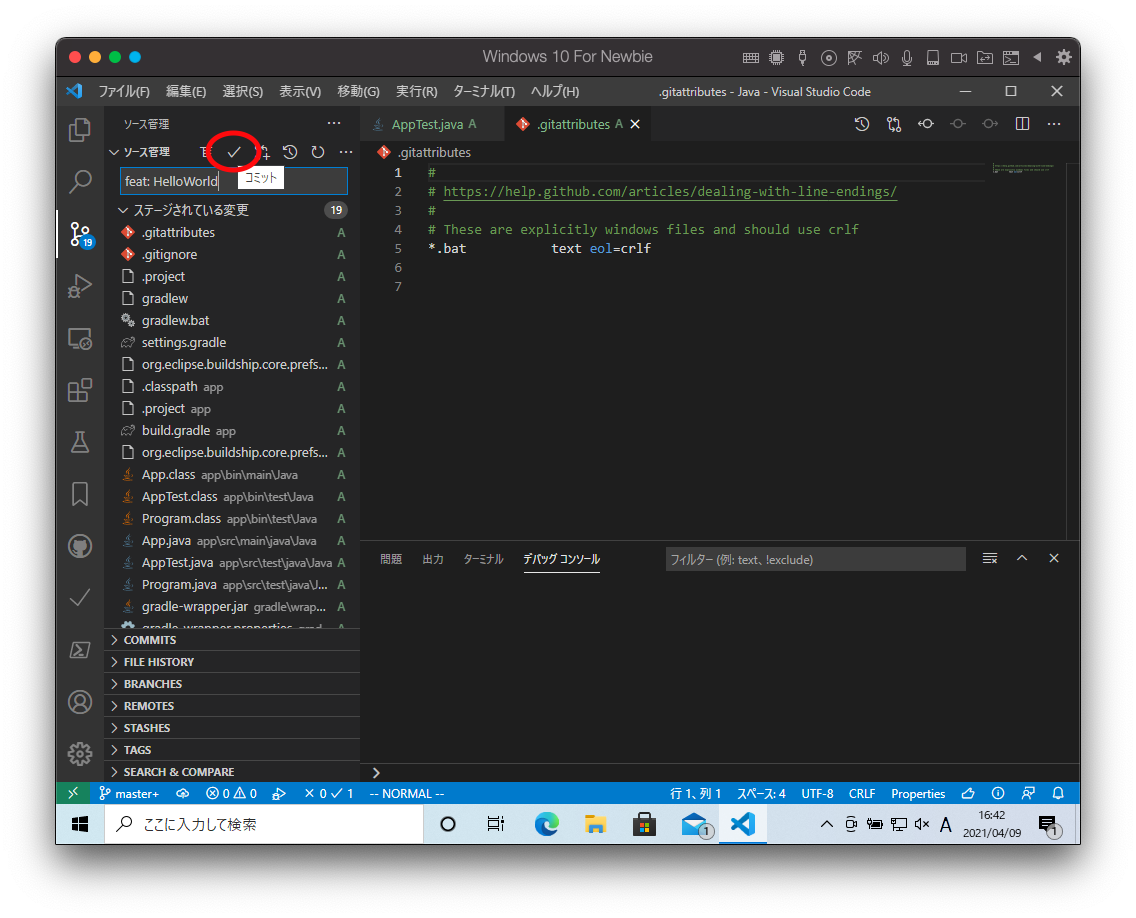 Windows 10 For Newbie
ファイル(F) 編集(E) 選択(S) 表示(V) 移動(G) 実行(R) ターミナル(T) ヘルプ(H) .gitattributes - Java - Visual Studio Code
ソース管理
AppTest.java A
.gitattributes A
ソース管理
.gitattributes
feat: HelloWorld
コミット
ステージされている変更 19
19
.gitattributes A
.gitignore A
.project A
gradlew A
gradlew.bat A
settings.gradle A
org.eclipse.buildship.core.prefs... A
.classpath app A
.project app A
build.gradle app A
org.eclipse.buildship.core.prefs... A
App.class app\bin\main\Java A
AppTest.class app\bin\test\Java A
Program.class app\bin\test\Java A
App.java app\src\main\java\Java A
AppTest.java app\src\test\java\Java A
Program.java app\src\test\java\J... A
gradle-wrapper.jar gradle\wrap... A
gradle-wrapper.properties grad... A
COMMITS
FILE HISTORY
BRANCHES
REMOTES
STASHES
TAGS
SEARCH & COMPARE
1 #
2 # https://help.github.com/articles/dealing-with-line-endings/
3 #
4 # These are explicitly windows files and should use crlf
5 *.bat text eol=crlf
6
7
問題 出力 ターミナル デバッグ コンソール フィルター (例: text、!exclude)
master+ 0 0 0 1 -- NORMAL -- 行 1、列 1 スペース: 4 UTF-8 CRLF Properties
ここに入力して検索
1
A
16:42
2021/04/09
1